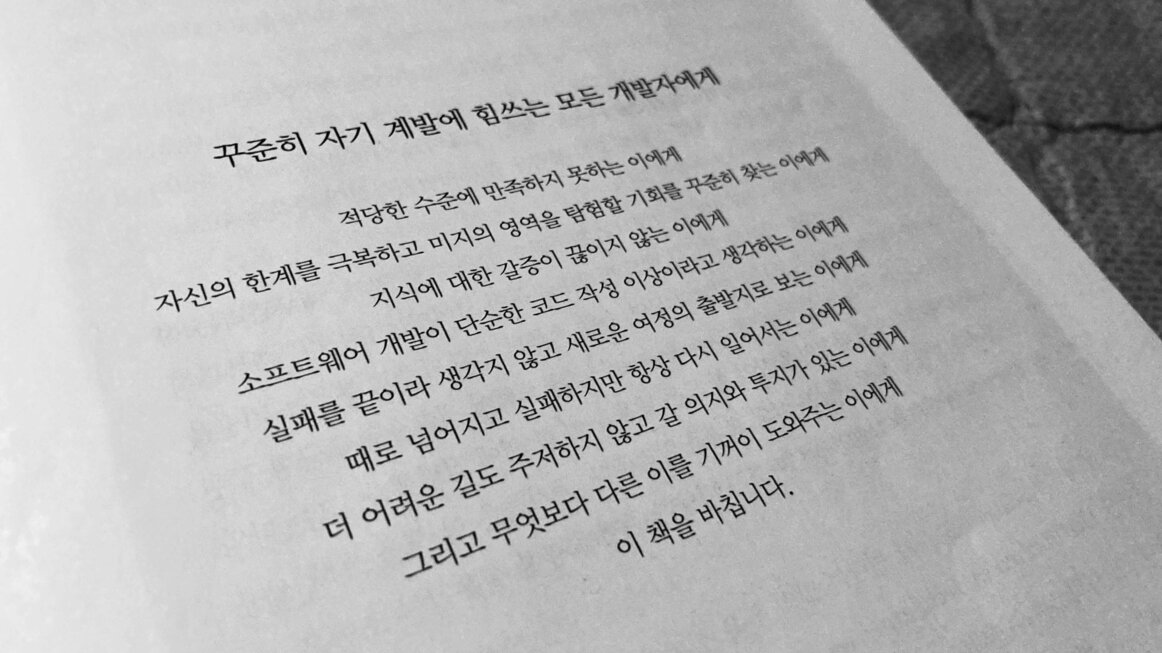 꾸준히 자기 계발에 힘쓰는 모든 개발자에게
적당한 수준에 만족하지 못하는 이에게
자신의 한계를 극복하고 미지의 영역을 탐험할 기회를 꾸준히 찾는 이에게
지식에 대한 갈증이 끊이지 않는 이에게
소프트웨어 개발이 단순한 코드 작성 이상이라고 생각하는 이에게
실패를 끝이라 생각지 않고 새로운 여정의 출발지로 보는 이에게
때로 넘어지고 실패하지만 항상 다시 일어서는 이에게
더 어려운 길도 주저하지 않고 갈 의지와 투지가 있는 이에게
그리고 무엇보다 다른 이를 기꺼이 도와주는 이에게
이 책을 바칩니다.